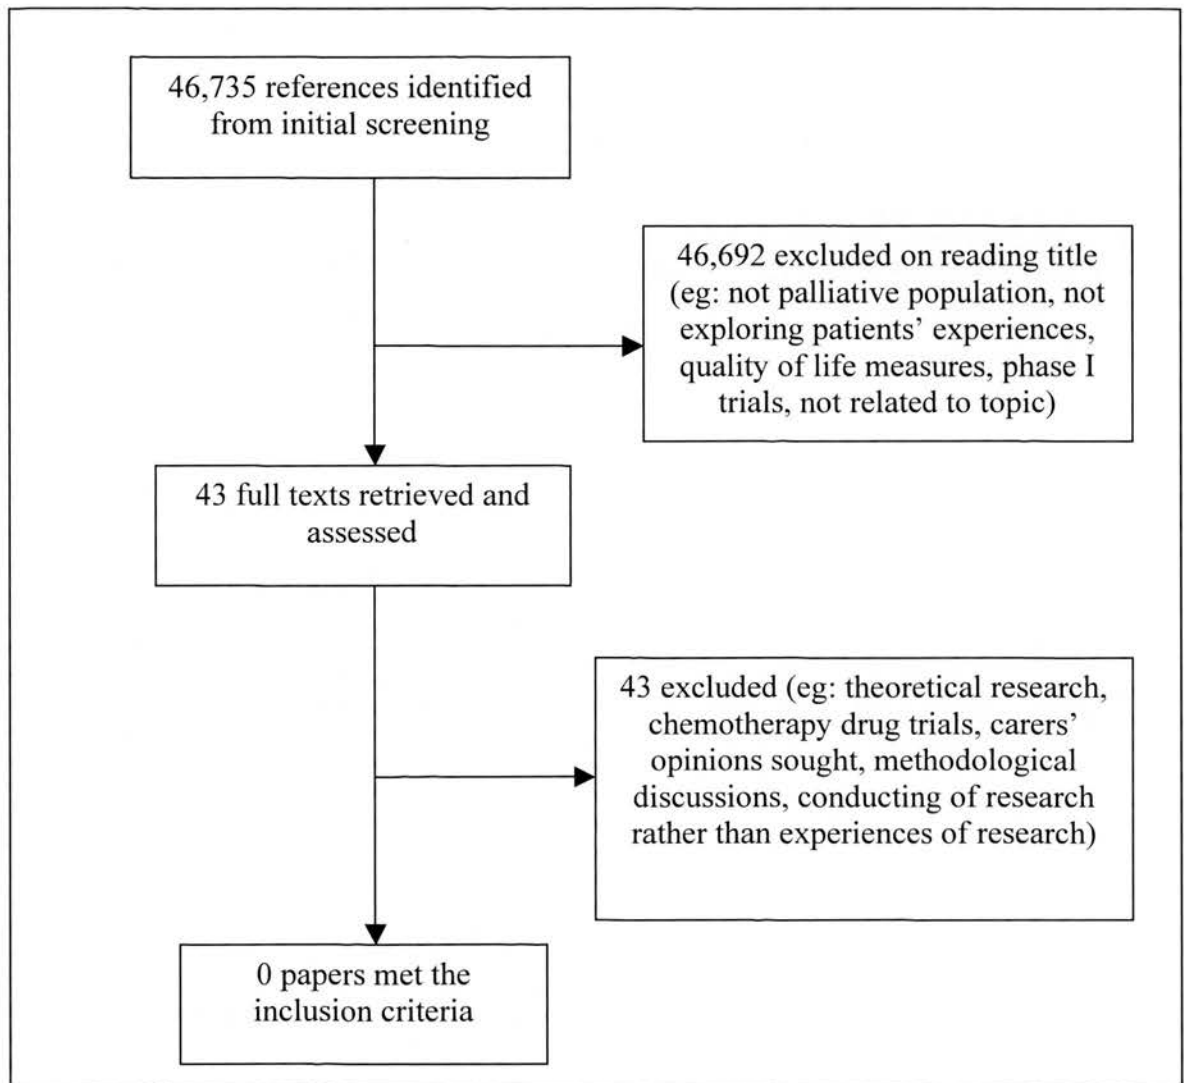 46,735 references identified
from initial screening
46,692 excluded on reading title
(eg: not palliative population, not
exploring patients’ experiences,
quality of life measures, phase I
trials, not related to topic)
43 full texts retrieved and
assessed
43 excluded (eg: theoretical research,
chemotherapy drug trials, carers’
opinions sought, methodological
discussions, conducting of research
rather than experiences of research)
0 papers met the
inclusion criteria